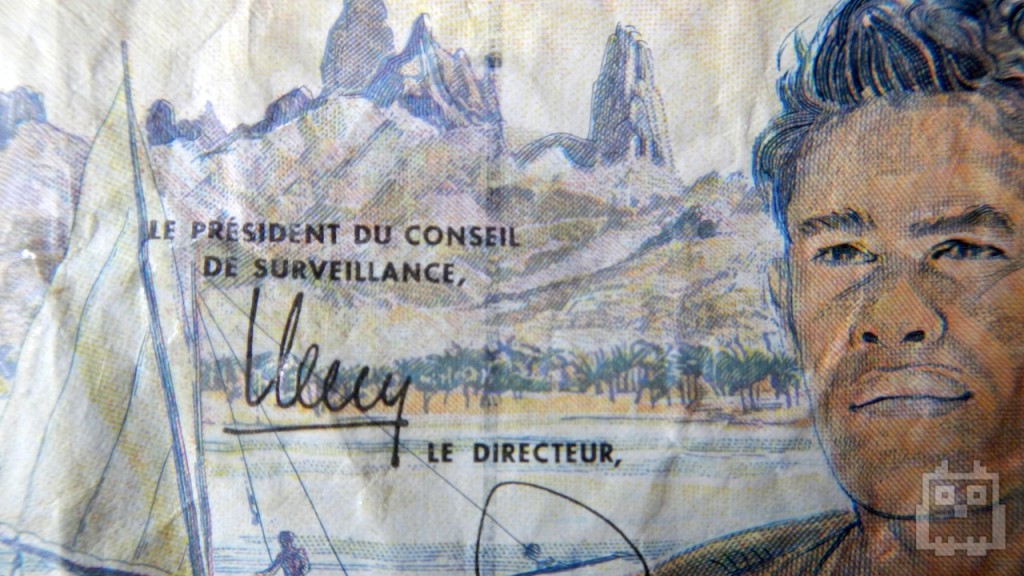 LE PRÉSIDENT DU CONSEIL
DE SURVEILLANCE,
LE DIRECTEUR,